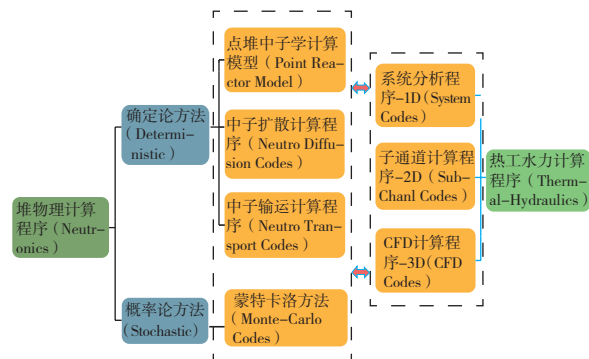 堆物理计算
程序（Neutr-
onics）
确定论方法
（Determi-
nistic）
概率论方法
(Stochastic)
点堆中子学计算
模型（Point Rea-
ctor Model）
中子扩散计算程
序（Neutro Diffu-
sion Codes）
中子输运计算程
序（Neutro Tran-
sport Codes）
蒙特卡洛方法
（Monte-Carlo
Codes）
系统分析程
序-1D(System
Codes)
子通道计算程
序-2D（Sub-
Chanl Codes）
CFD计算程
序-3D(CFD
Codes)
热工水力计算
程序（Therm-
al-Hydraulics）